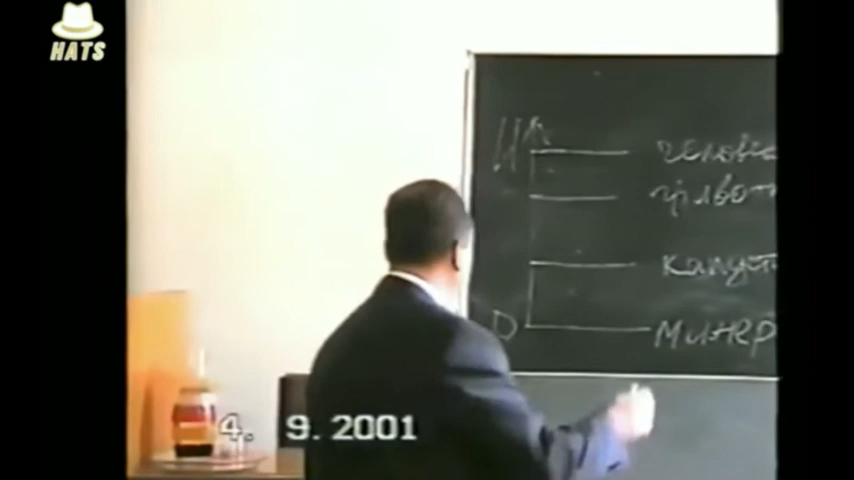 HATS
И
челове
капуст
D
минер
4. 9. 2001